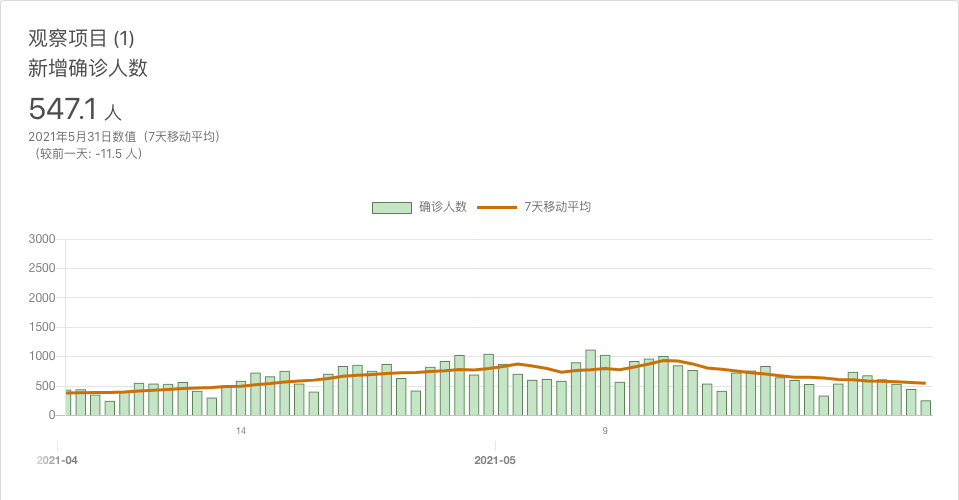 观察项目 (1)
新增确诊人数
547.1 人
2021年5月31日数值（7天移动平均）
（较前一天: -11.5 人）
确诊人数 7天移动平均
3000
2500
2000
1500
1000
500
0
14 9
2021-04 2021-05